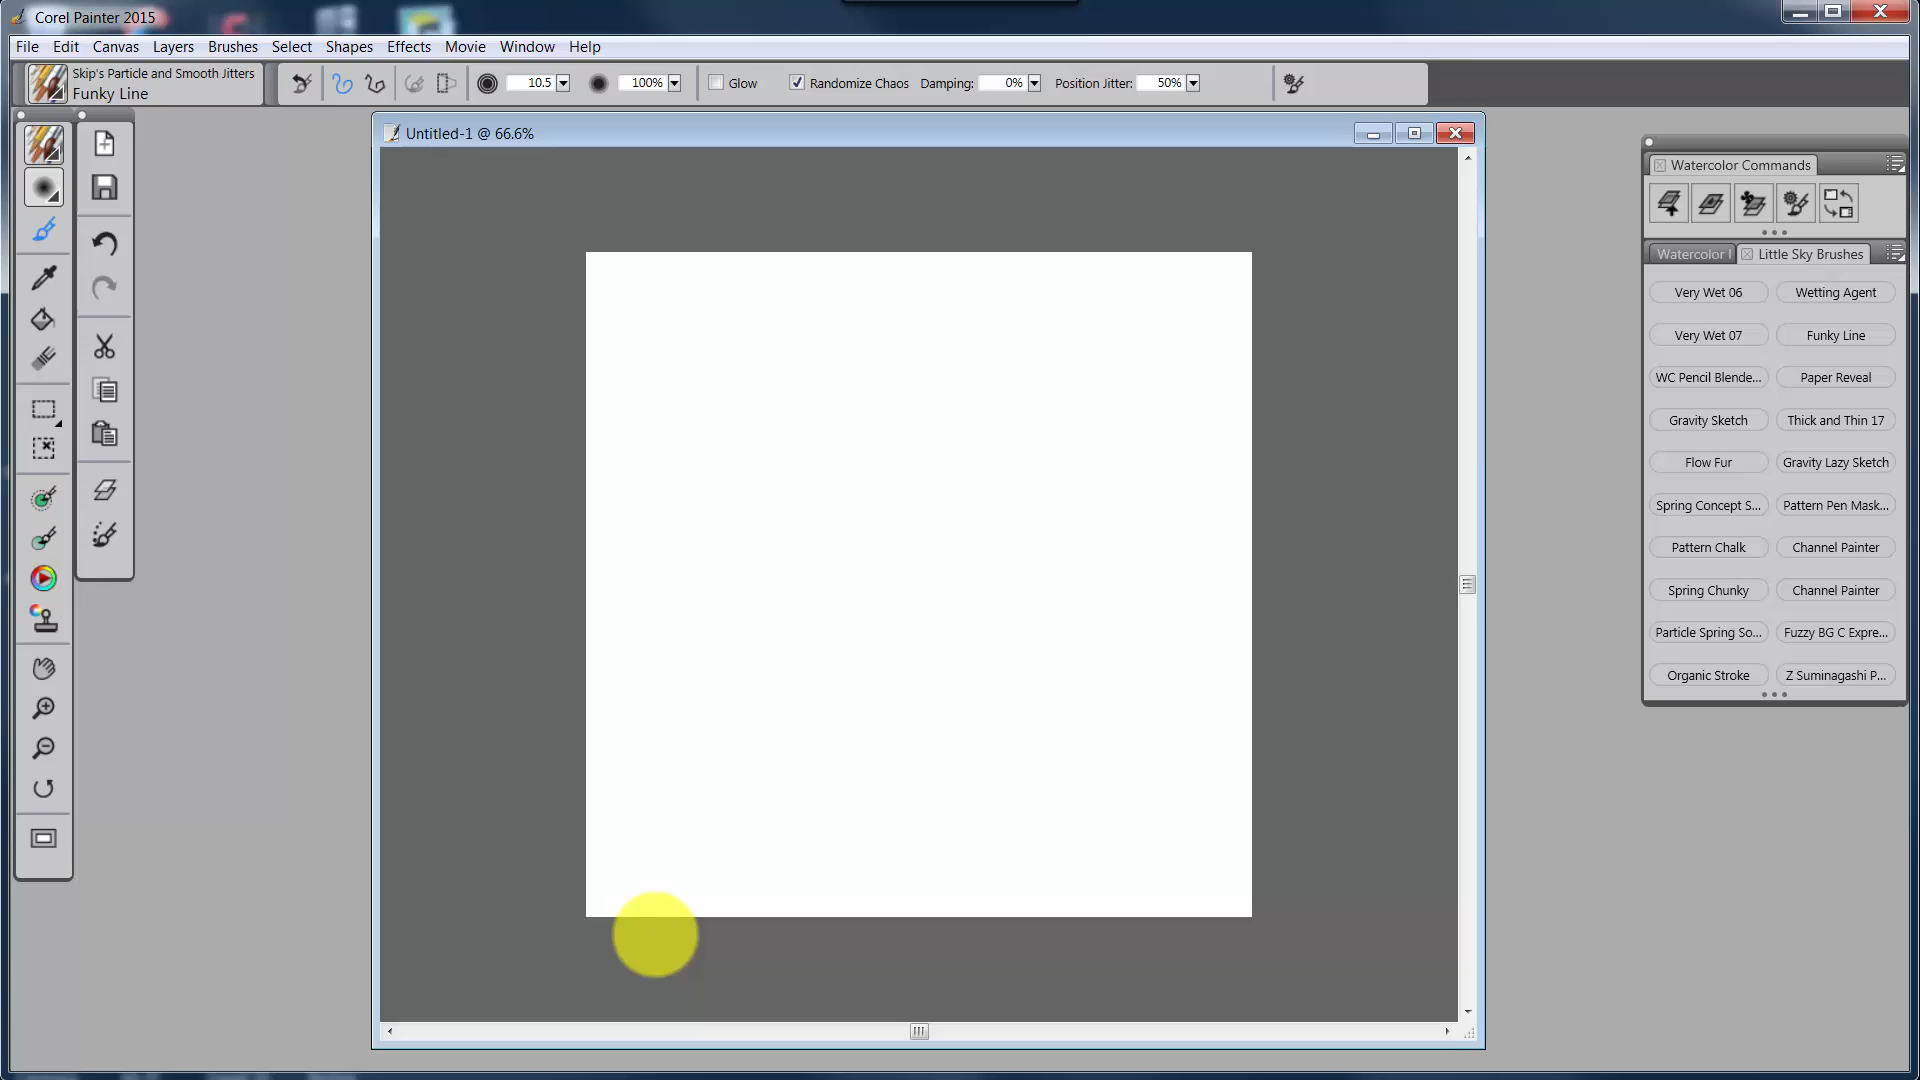 Corel Painter 2015
File Edit Canvas Layers Brushes Select Shapes Effects Movie Window Help
Skip's Particle and Smooth Jitters
Funky Line
10.5 100% Glow Randomize Chaos Damping: 0% Position Jitter: 50%
Untitled-1 @ 66.6%
Watercolor Commands
Watercolor I Little Sky Brushes
Very Wet 06 Wetting Agent
Very Wet 07 Funky Line
WC Pencil Blende... Paper Reveal
Gravity Sketch Thick and Thin 17
Flow Fur Gravity Lazy Sketch
Spring Concept S... Pattern Pen Mask...
Pattern Chalk Channel Painter
Spring Chunky Channel Painter
Particle Spring So... Fuzzy BG C Expre...
Organic Stroke Z Suminagashi P...